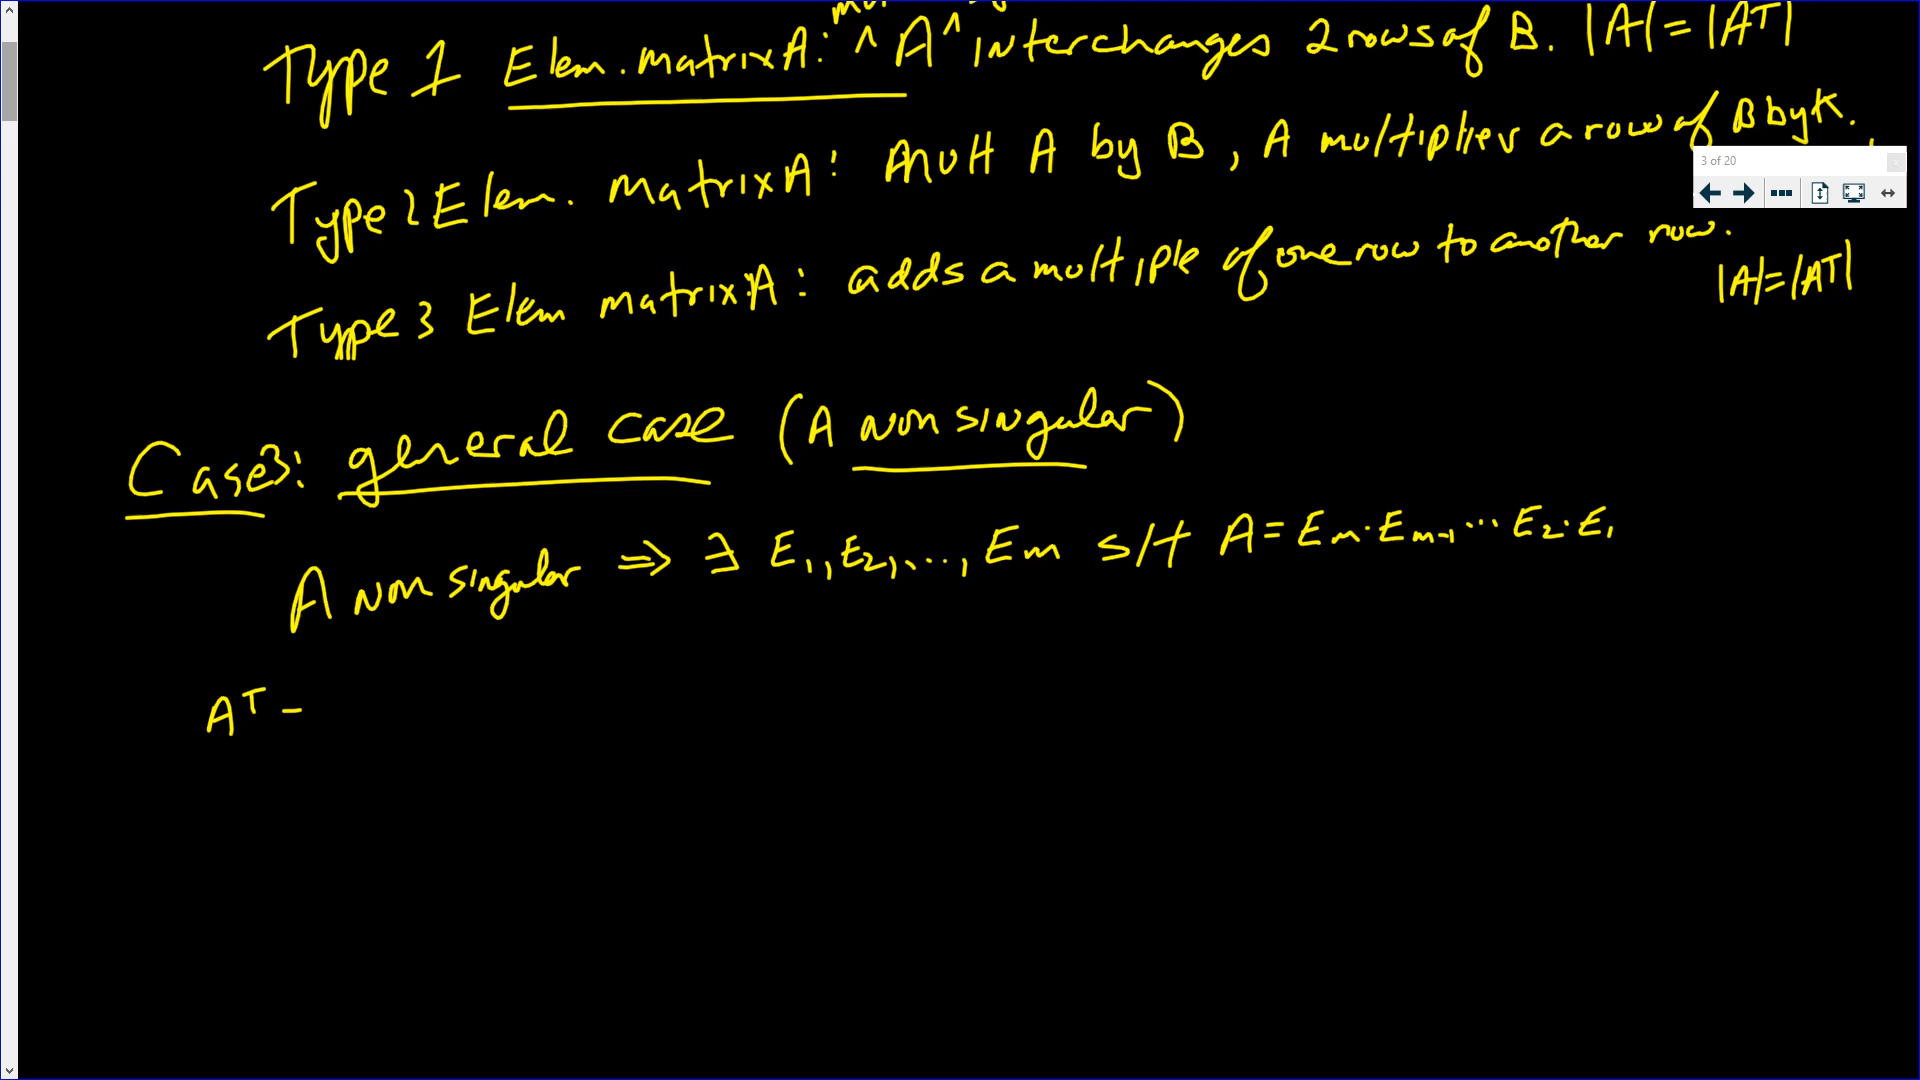 Type 1 Elem. matrix A: ^ A ^ interchanges 2 rows of B. |A| = |A^T|
Type 2 Elem. Matrix A: Mult A by B, A multiplies a row of B by K.
3 of 20
Type 3 Elem matrix A: adds a multiple of one row to another row.
|A| = |A^T|
Case 3: general case (A non singular)
A non singular ⇒ ∃ E₁, E₂, ..., Em s/t A = Em · Em-1 ... E₂ · E₁
A^T -